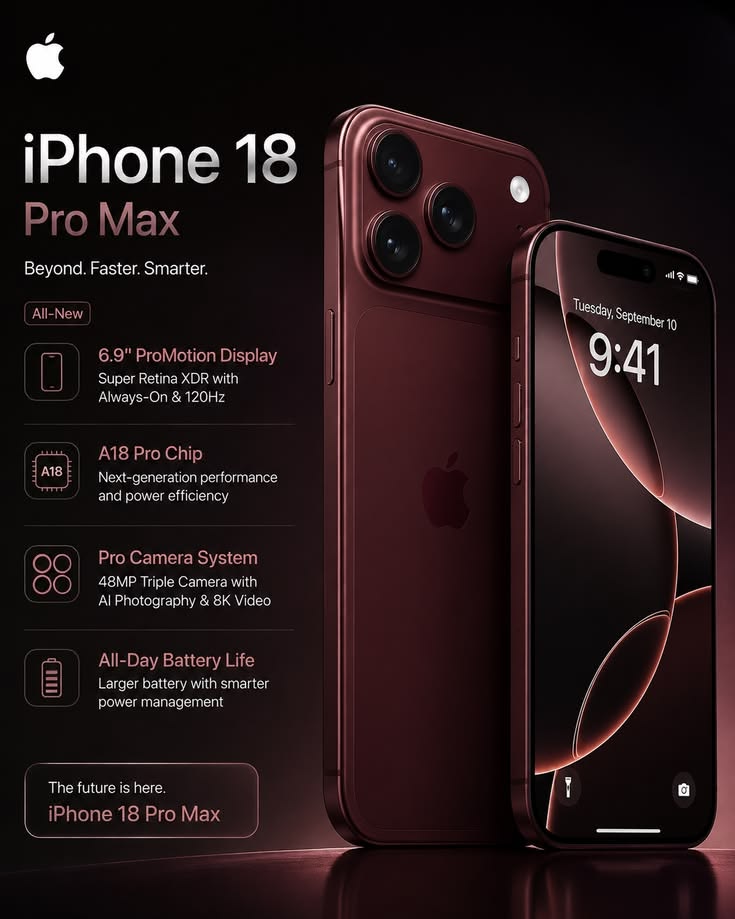 iPhone 18
Pro Max
Beyond. Faster. Smarter.
All-New
6.9" ProMotion Display
Super Retina XDR with
Always-On & 120Hz
A18
A18 Pro Chip
Next-generation performance
and power efficiency
Pro Camera System
48MP Triple Camera with
AI Photography & 8K Video
All-Day Battery Life
Larger battery with smarter
power management
The future is here.
iPhone 18 Pro Max
Tuesday, September 10
9:41